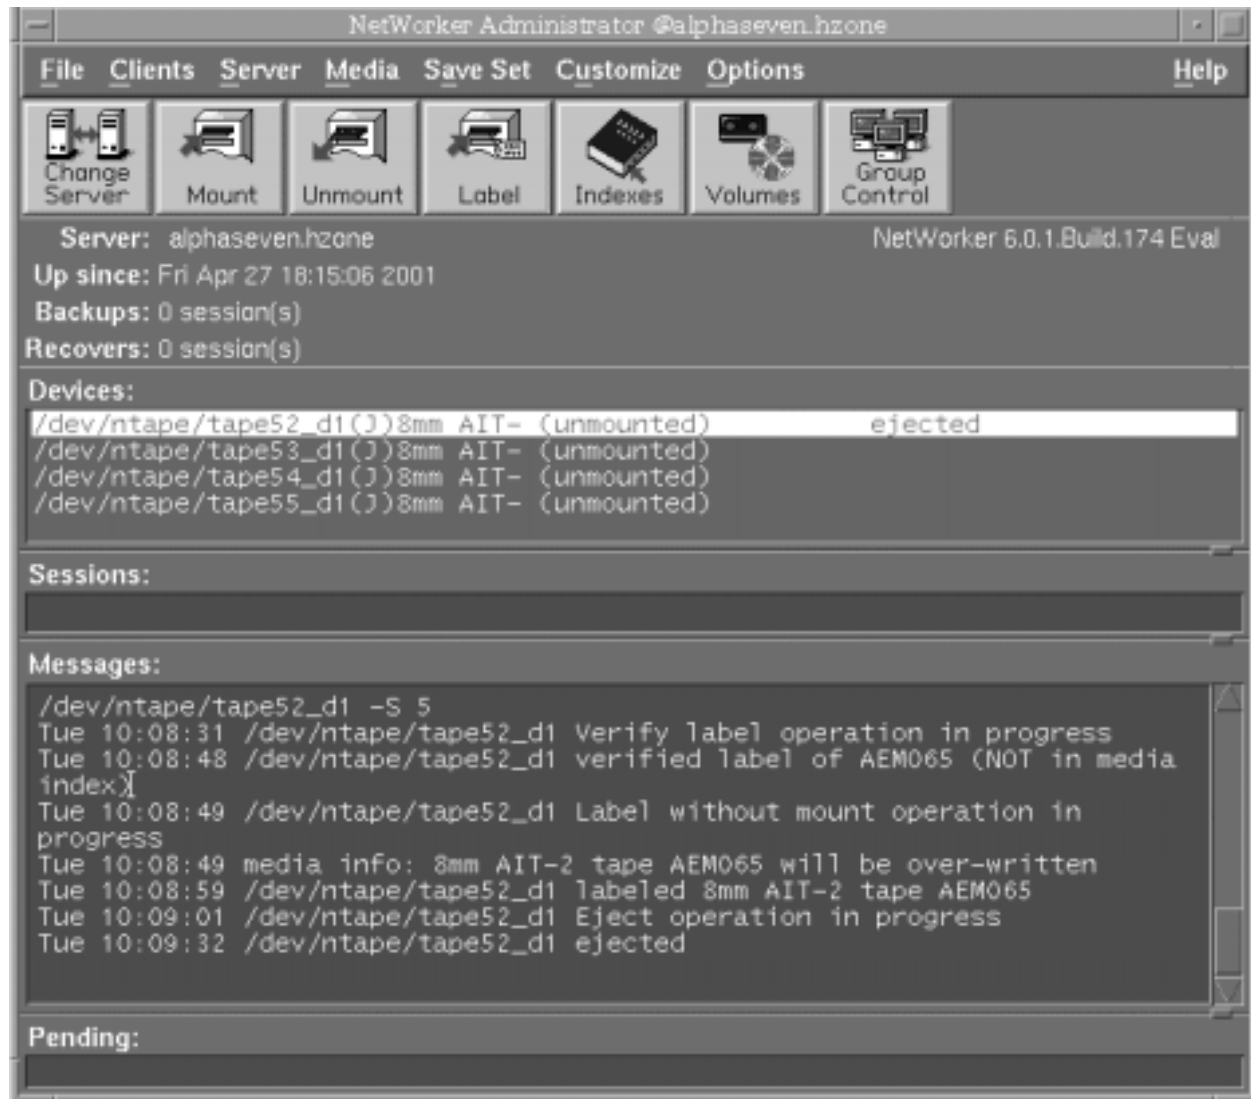 NetWorker Administrator @alphaseven.hzone
File Clients Server Media Save Set Customize Options Help
Change Server
Mount
Unmount
Label
Indexes
Volumes
Group Control
Server: alphaseven.hzone NetWorker 6.0.1.Build.174 Eval
Up since: Fri Apr 27 18:15:06 2001
Backups: 0 session(s)
Recovers: 0 session(s)
Devices:
/dev/ntape/tape52_d1(J)8mm AIT- (unmounted) ejected
/dev/ntape/tape53_d1(J)8mm AIT- (unmounted)
/dev/ntape/tape54_d1(J)8mm AIT- (unmounted)
/dev/ntape/tape55_d1(J)8mm AIT- (unmounted)
Sessions:
Messages:
/dev/ntape/tape52_d1 -S 5
Tue 10:08:31 /dev/ntape/tape52_d1 Verify label operation in progress
Tue 10:08:48 /dev/ntape/tape52_d1 verified label of AEM065 (NOT in media
index)
Tue 10:08:49 /dev/ntape/tape52_d1 Label without mount operation in
progress
Tue 10:08:49 media info: 8mm AIT-2 tape AEM065 will be over-written
Tue 10:08:59 /dev/ntape/tape52_d1 labeled 8mm AIT-2 tape AEM065
Tue 10:09:01 /dev/ntape/tape52_d1 Eject operation in progress
Tue 10:09:32 /dev/ntape/tape52_d1 ejected
Pending: